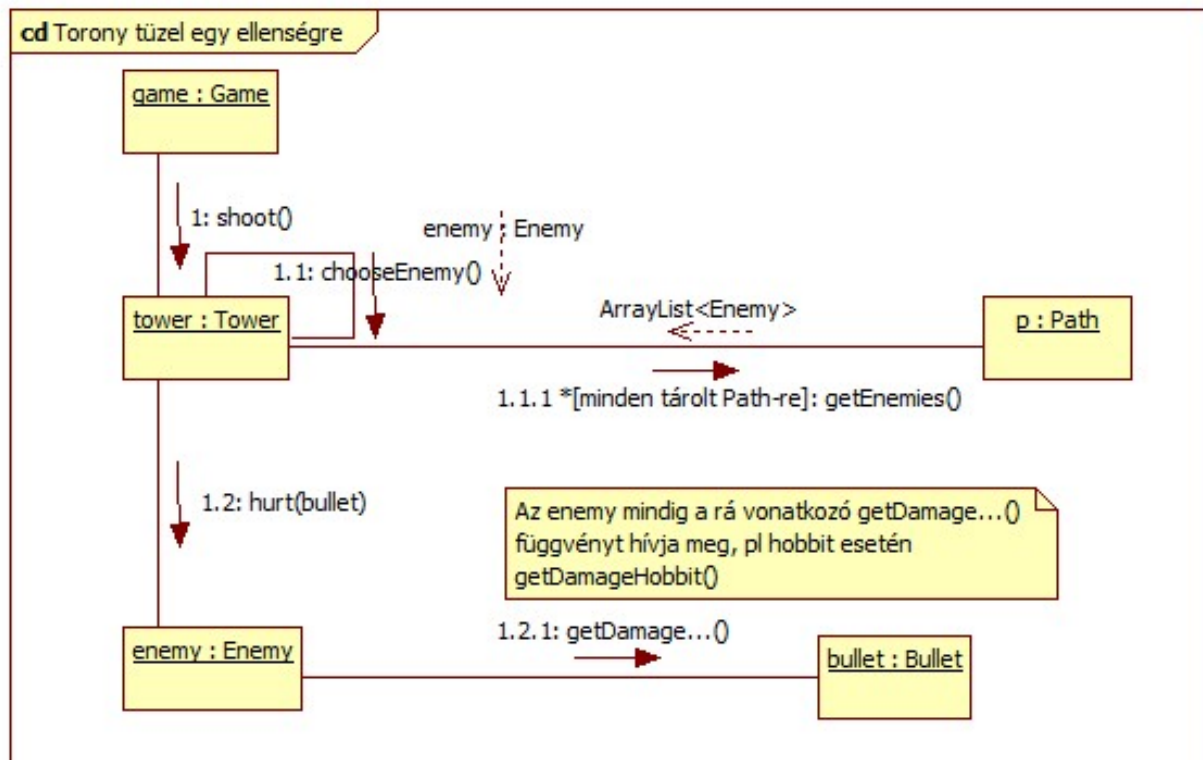 cd Torony tüzel egy ellenségre
game : Game
1: shoot()
enemy : Enemy
1.1: chooseEnemy()
tower : Tower
ArrayList<Enemy>
p : Path
1.1.1 *[minden tárolt Path-re]: getEnemies()
1.2: hurt(bullet)
Az enemy mindig a rá vonatkozó getDamage...()
függvényt hívja meg, pl hobbit esetén
getDamageHobbit()
1.2.1: getDamage...()
enemy : Enemy
bullet : Bullet